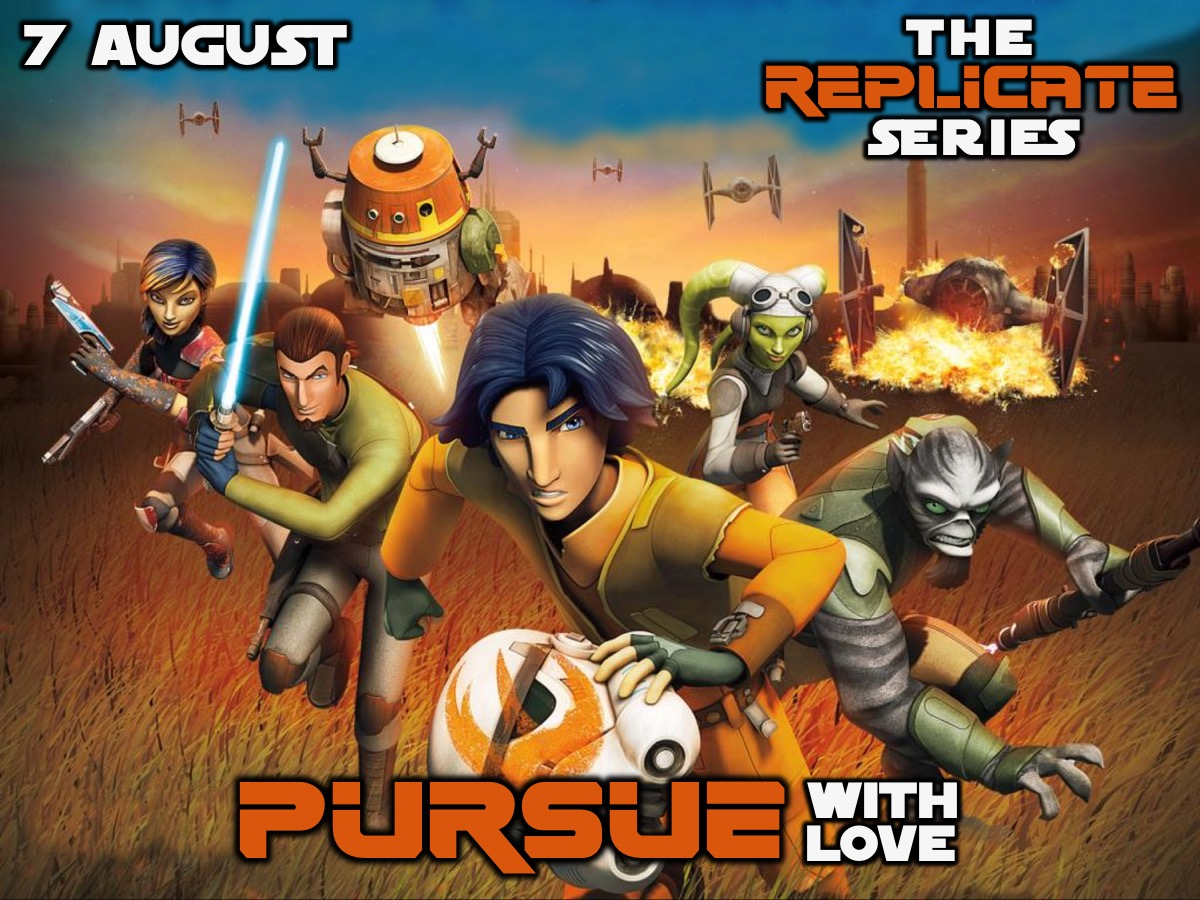 7 AUGUST
THE
REPLICATE
SERIES
PURSUE
WITH
LOVE